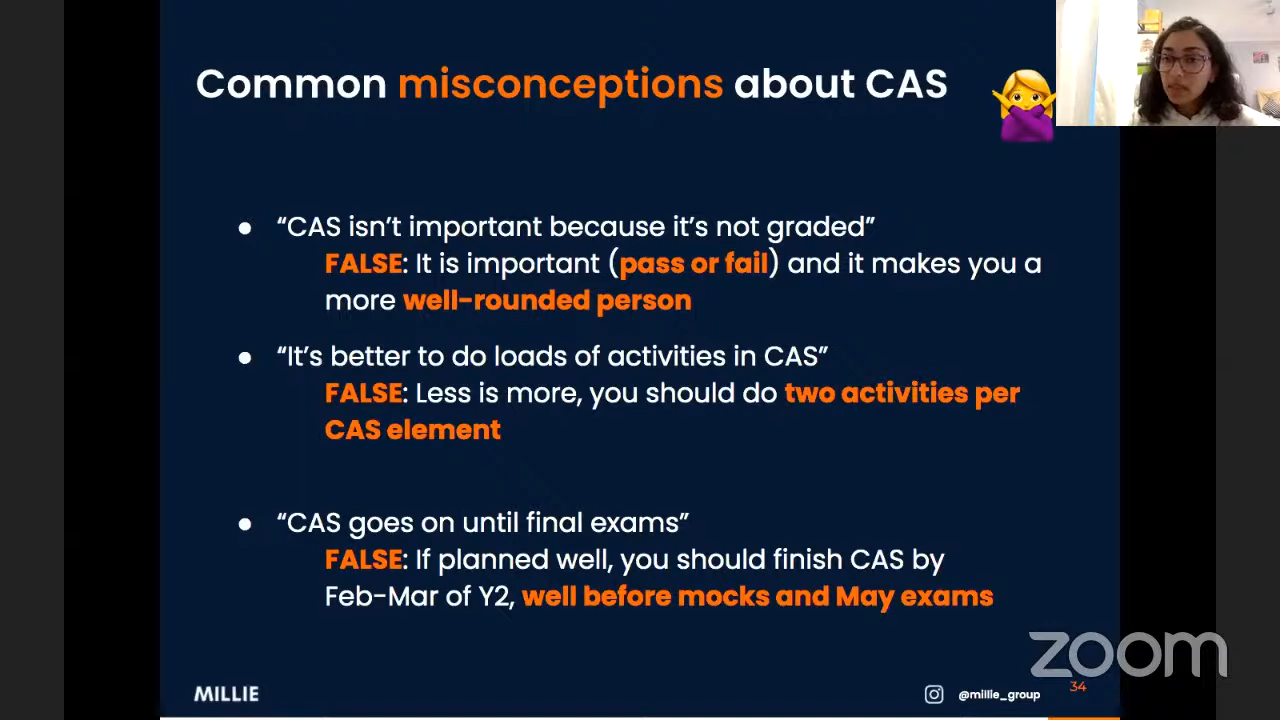 Common misconceptions about CAS
● “CAS isn’t important because it’s not graded”
FALSE: It is important (pass or fail) and it makes you a
more well-rounded person
● “It’s better to do loads of activities in CAS”
FALSE: Less is more, you should do two activities per
CAS element
● “CAS goes on until final exams”
FALSE: If planned well, you should finish CAS by
Feb-Mar of Y2, well before mocks and May exams
zoom
MILLIE
@millie_group
34